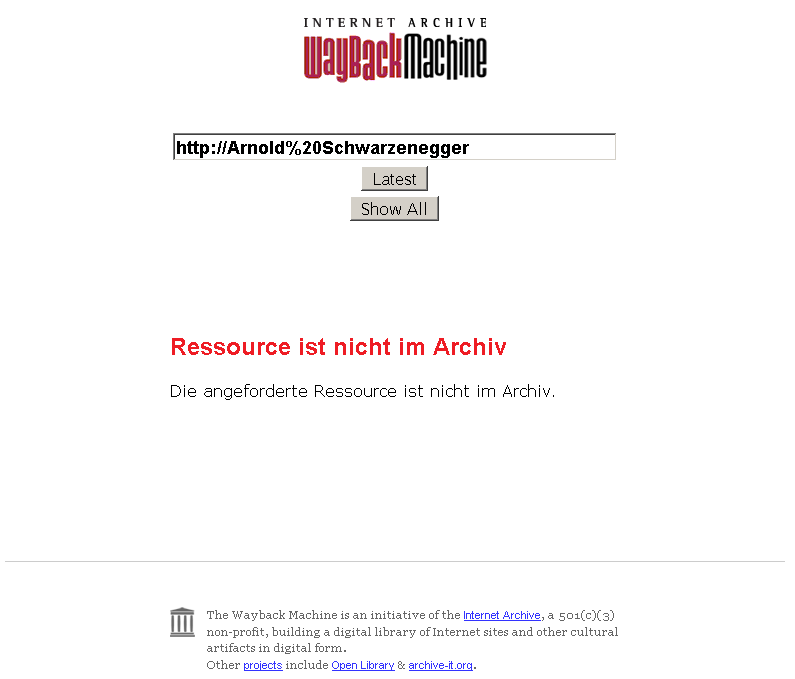 INTERNET ARCHIVE
WayBackMachine
http://Arnold%20Schwarzenegger
Latest
Show All
Ressource ist nicht im Archiv
Die angeforderte Ressource ist nicht im Archiv.
The Wayback Machine is an initiative of the Internet Archive, a 501(c)(3)
non-profit, building a digital library of Internet sites and other cultural
artifacts in digital form.
Other projects include Open Library & archive-it.org.